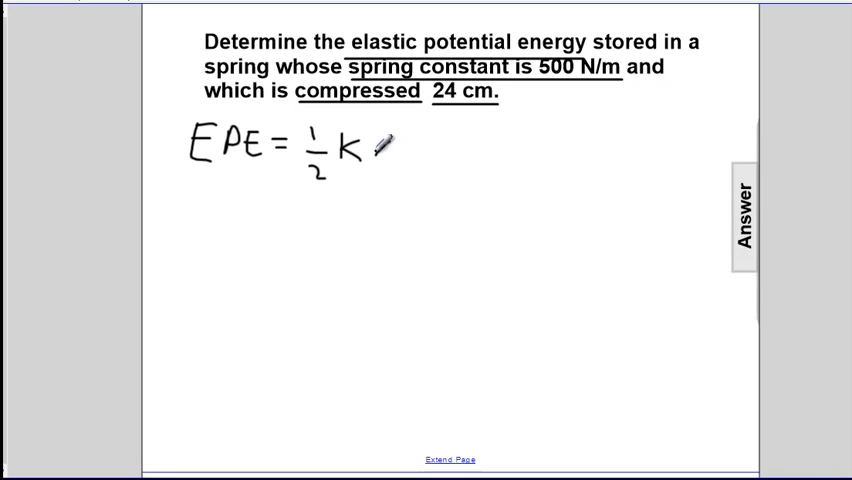 Determine the elastic potential energy stored in a
spring whose spring constant is 500 N/m and
which is compressed 24 cm.
EPE = 1/2 K
Answer
Extend Page